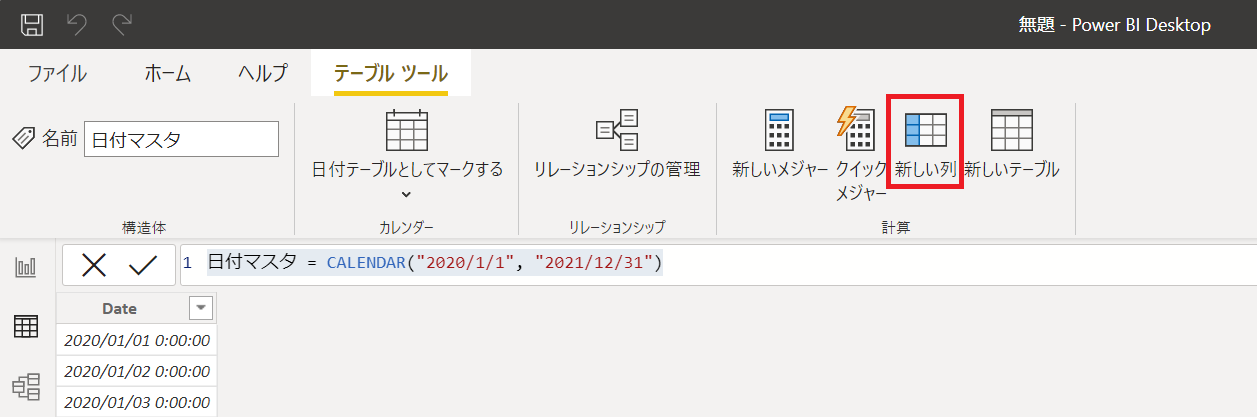 無題 - Power BI Desktop
ファイル ホーム ヘルプ テーブル ツール
名前 日付マスタ
日付テーブルとしてマークする
リレーションシップの管理
新しいメジャー
クイック
メジャー
新しい列
新しいテーブル
構造体 カレンダー リレーションシップ 計算
1 日付マスタ = CALENDAR("2020/1/1", "2021/12/31")
Date
2020/01/01 0:00:00
2020/01/02 0:00:00
2020/01/03 0:00:00